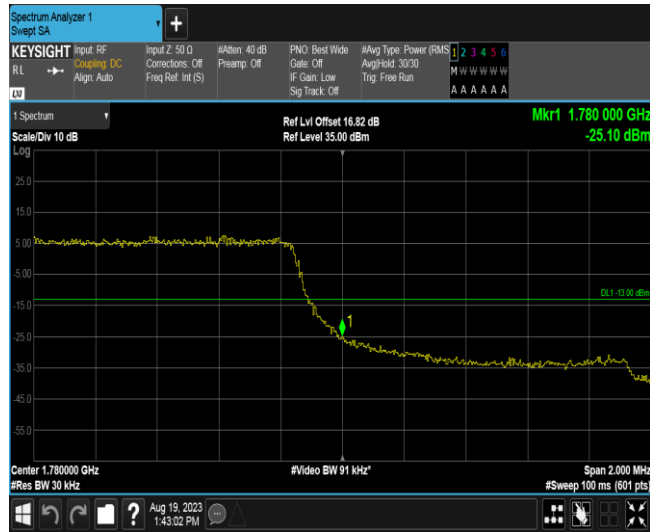 Spectrum Analyzer 1
Swept SA
+
KEYSIGHT
RL
LXI
Input: RF
Coupling: DC
Align: Auto
Input Z: 50 Ω
Corrections: Off
Freq Ref: Int (S)
#Atten: 40 dB
Preamp: Off
PNO: Best Wide
Gate: Off
IF Gain: Low
Sig Track: Off
#Avg Type: Power (RMS
Avg|Hold: 30/30
Trig: Free Run
1 2 3 4 5 6
M W W W W W
A A A A A A
1 Spectrum
Scale/Div 10 dB
Log
Ref Lvl Offset 16.82 dB
Ref Level 35.00 dBm
Mkr1 1.780 000 GHz
-25.10 dBm
25.0
15.0
5.00
-5.00
-15.0
-25.0
-35.0
-45.0
-55.0
DL1 -13.00 dBm
1
Center 1.780000 GHz
#Res BW 30 kHz
#Video BW 91 kHz*
Span 2.000 MHz
#Sweep 100 ms (601 pts)
?
Aug 19, 2023
1:43:02 PM